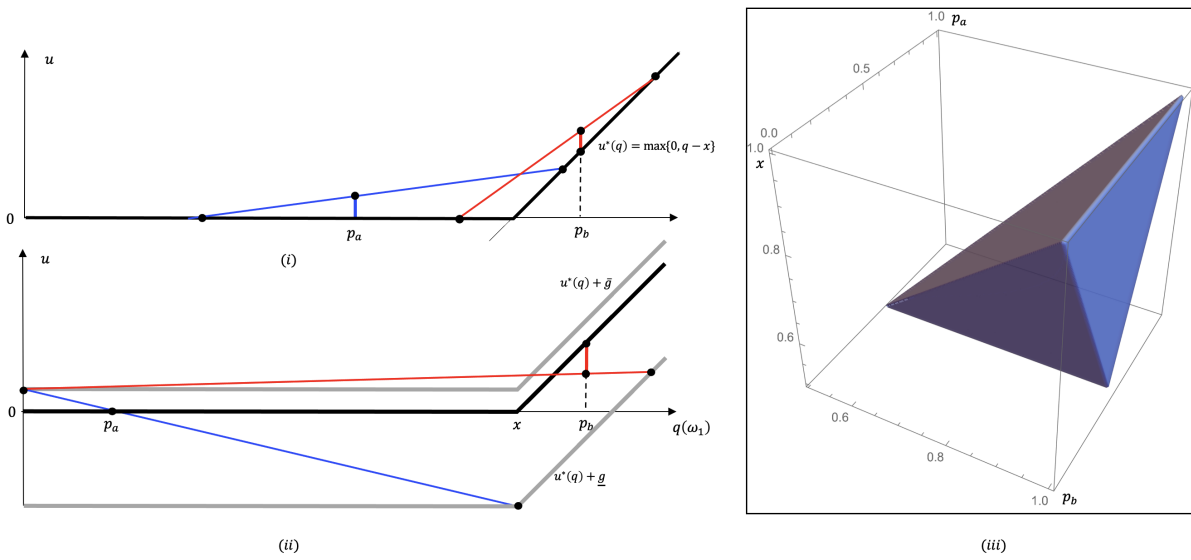 u
u*(q) = max{0, q − x}
0
p_a
p_b
(i)
u
u*(q) + g̅
0
p_a
x
p_b
q(ω₁)
u*(q) + g̲
(ii)
1.0
p_a
0.5
0.0
1.0
x
0.8
0.6
0.6
0.8
1.0
p_b
(iii)